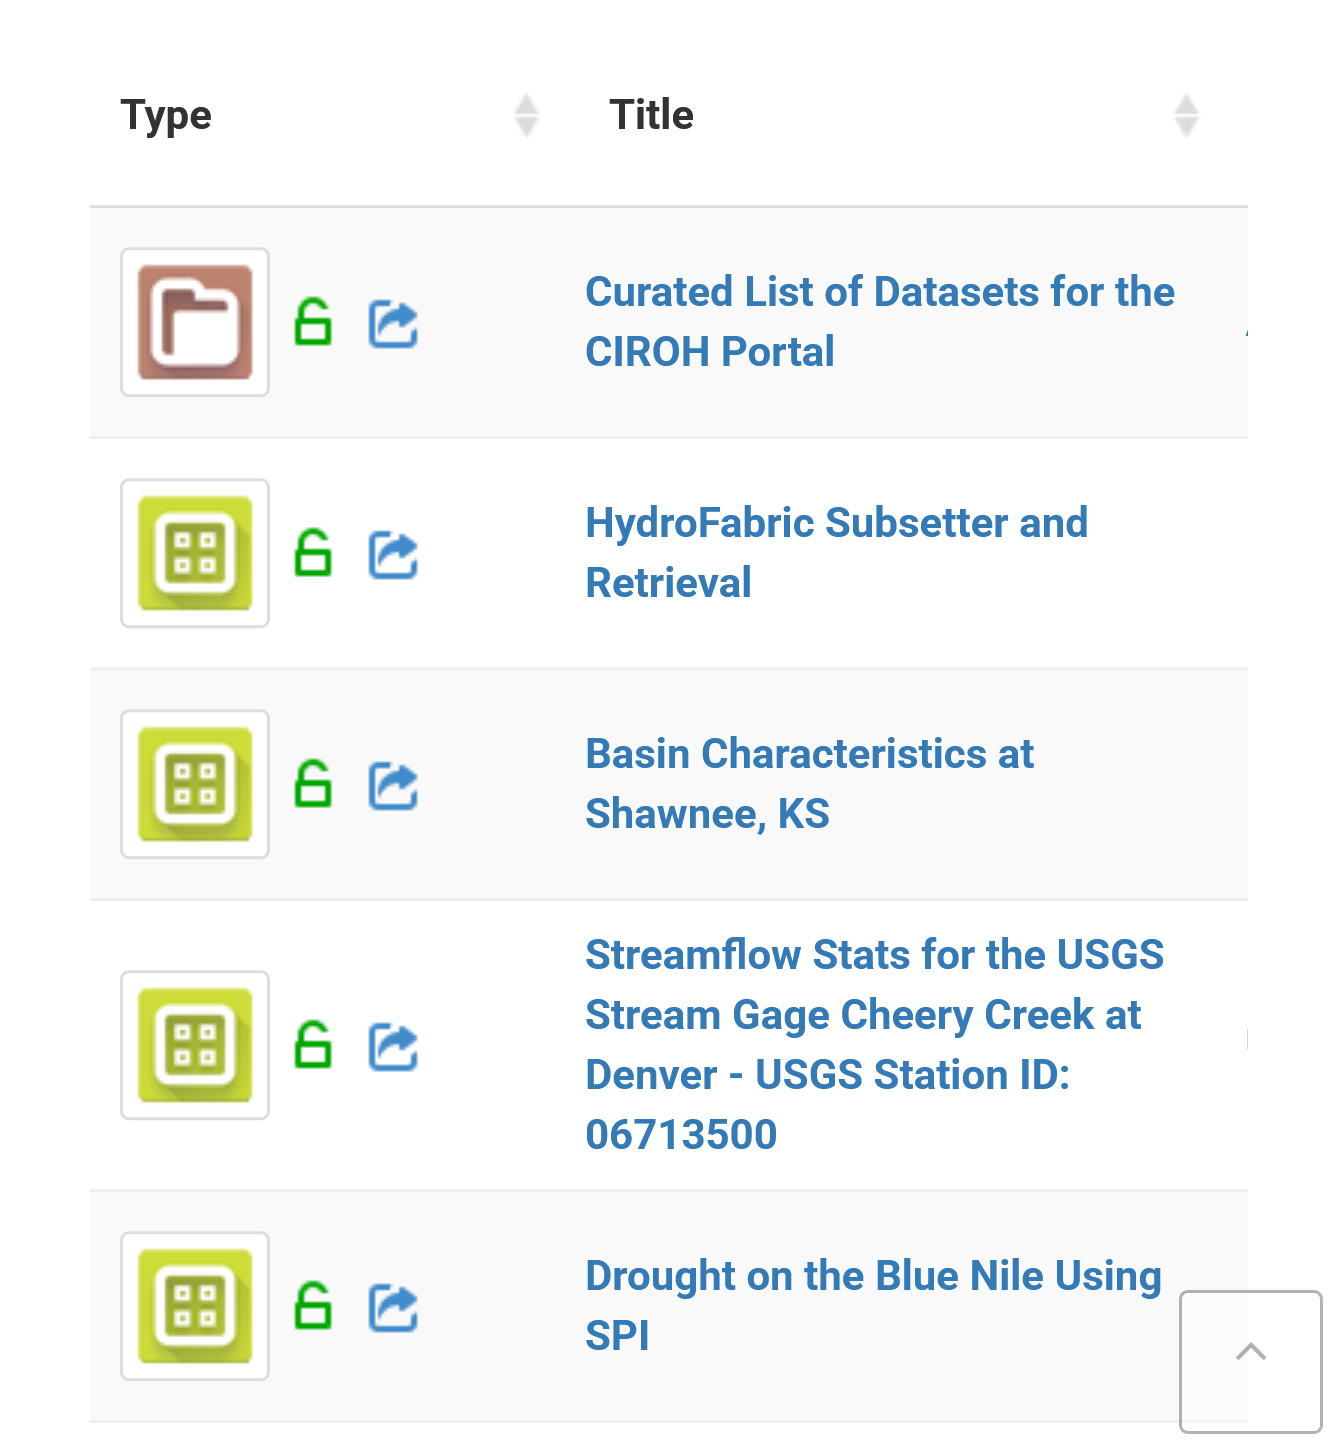 Type Title
Curated List of Datasets for the
CIROH Portal
HydroFabric Subsetter and
Retrieval
Basin Characteristics at
Shawnee, KS
Streamflow Stats for the USGS
Stream Gage Cheery Creek at
Denver - USGS Station ID:
06713500
Drought on the Blue Nile Using
SPI